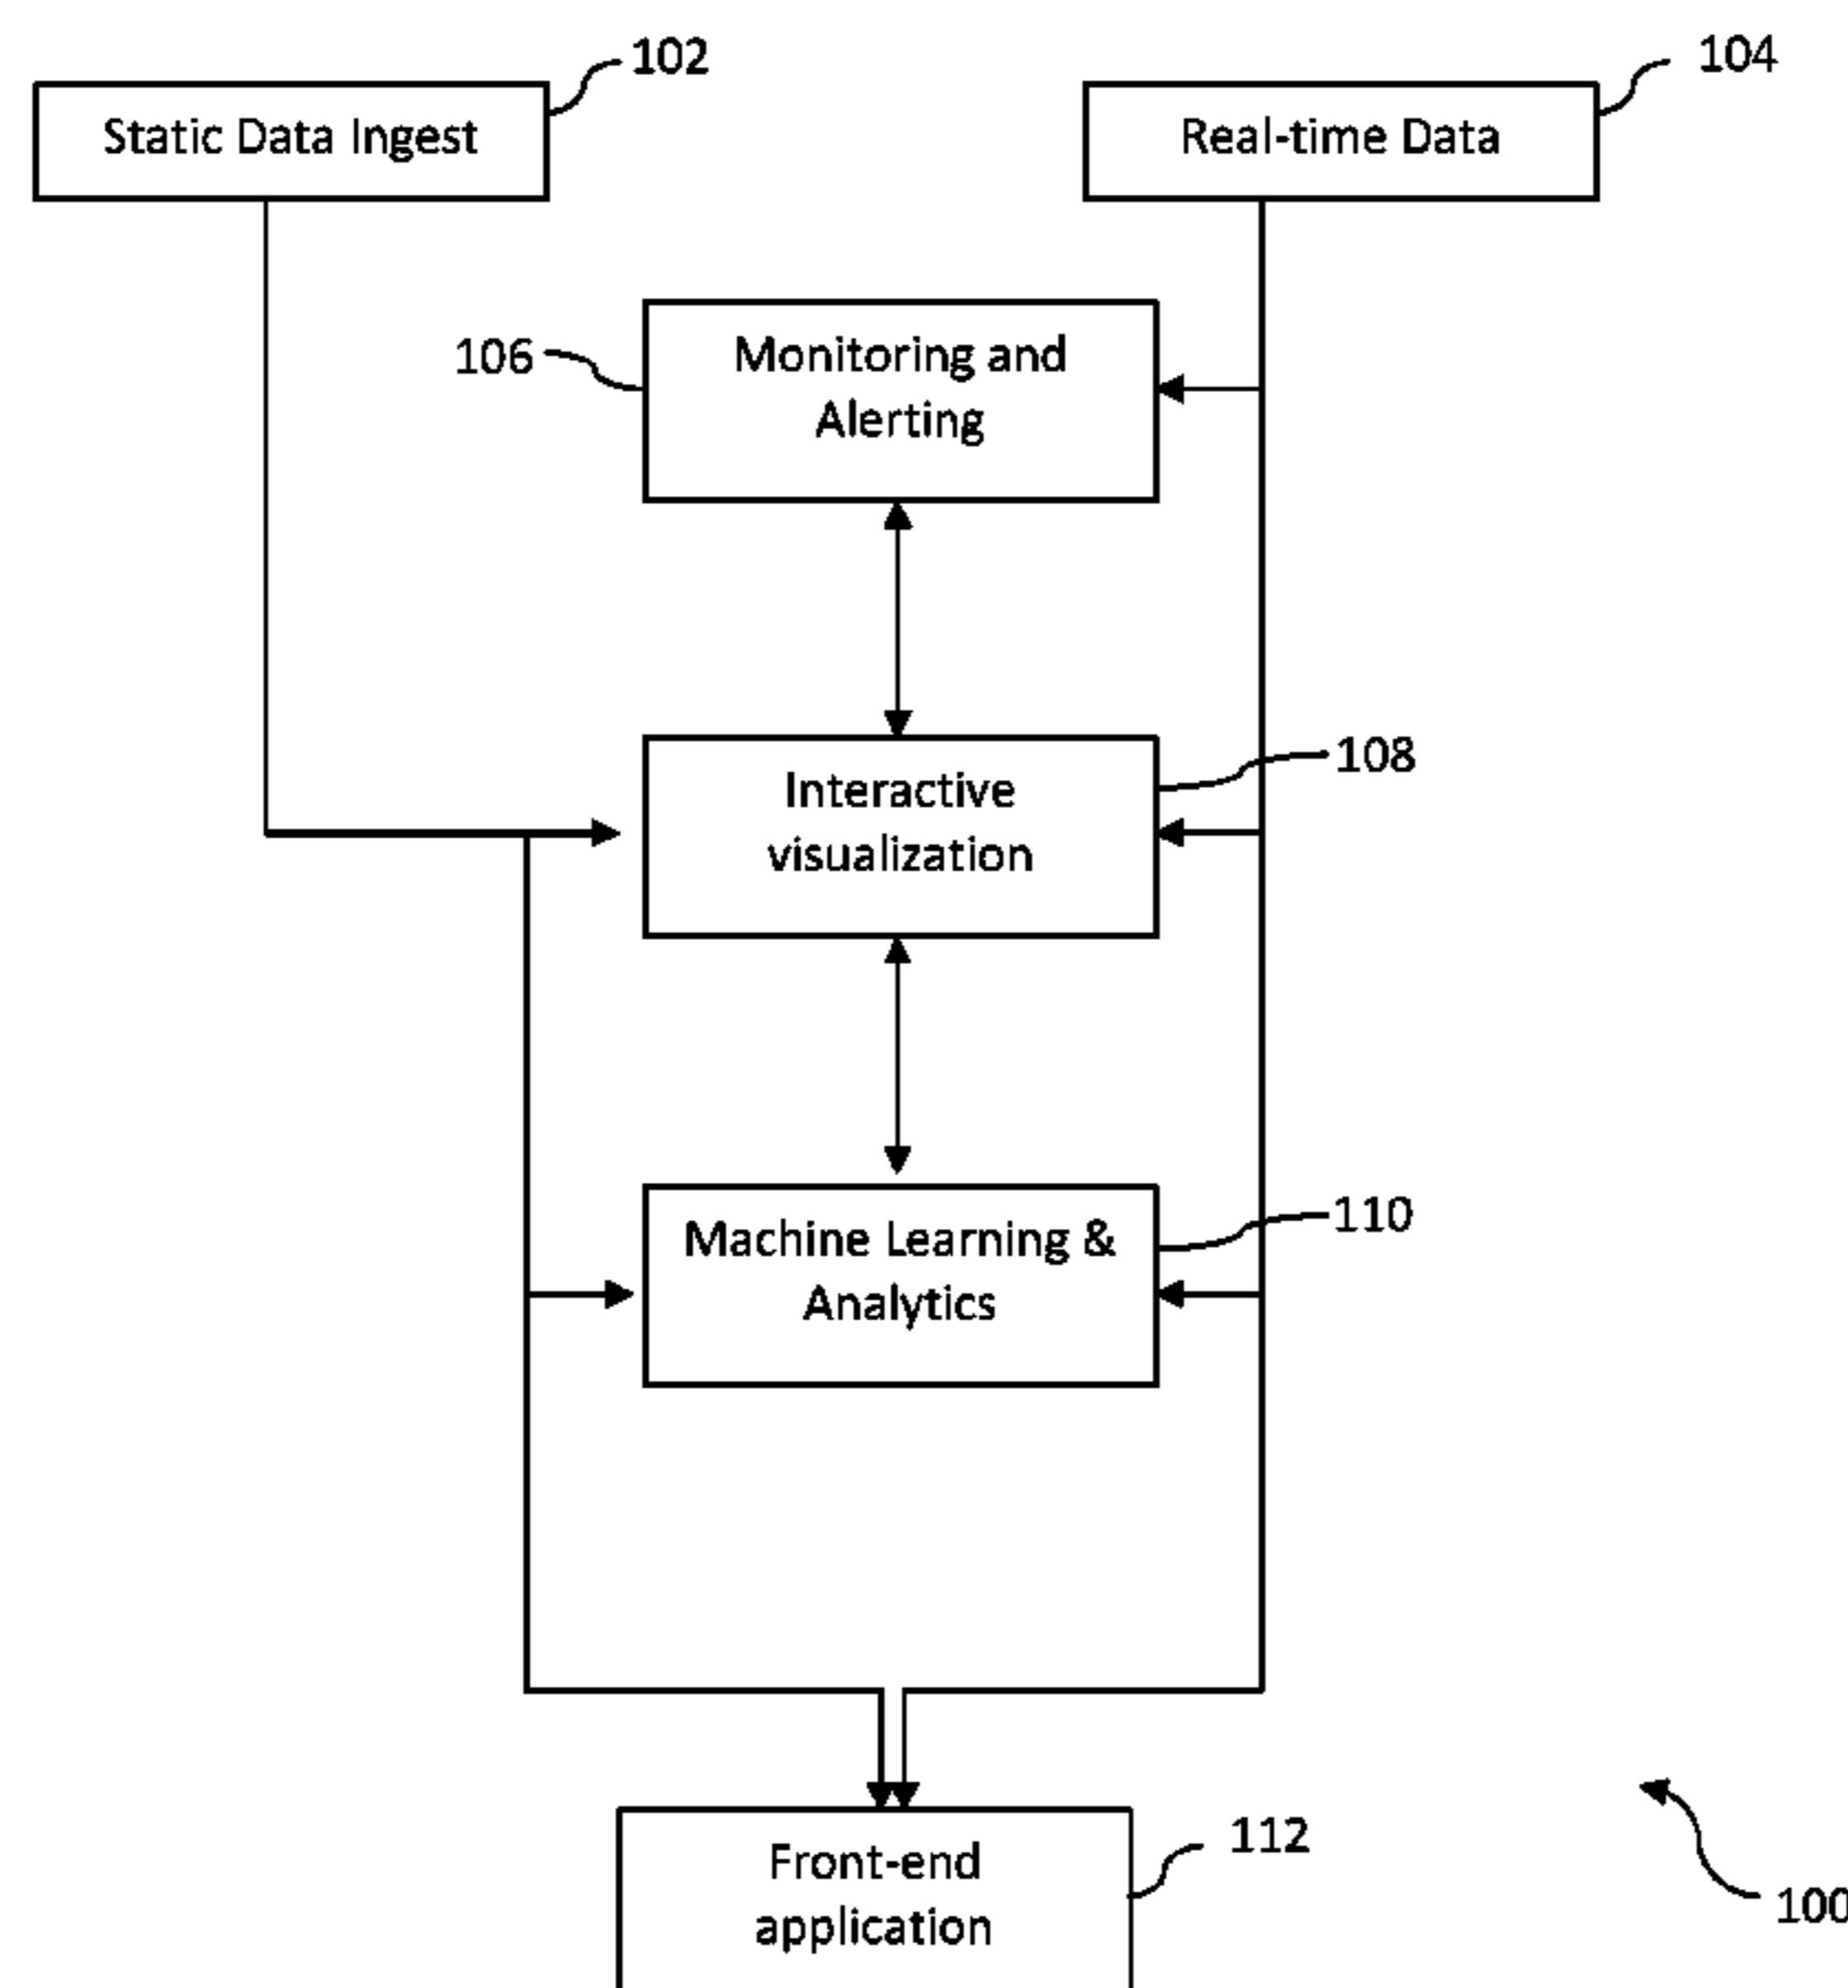 102
104
Static Data Ingest
Real-time Data
106
Monitoring and
Alerting
108
Interactive
visualization
110
Machine Learning &
Analytics
112
Front-end
application
100